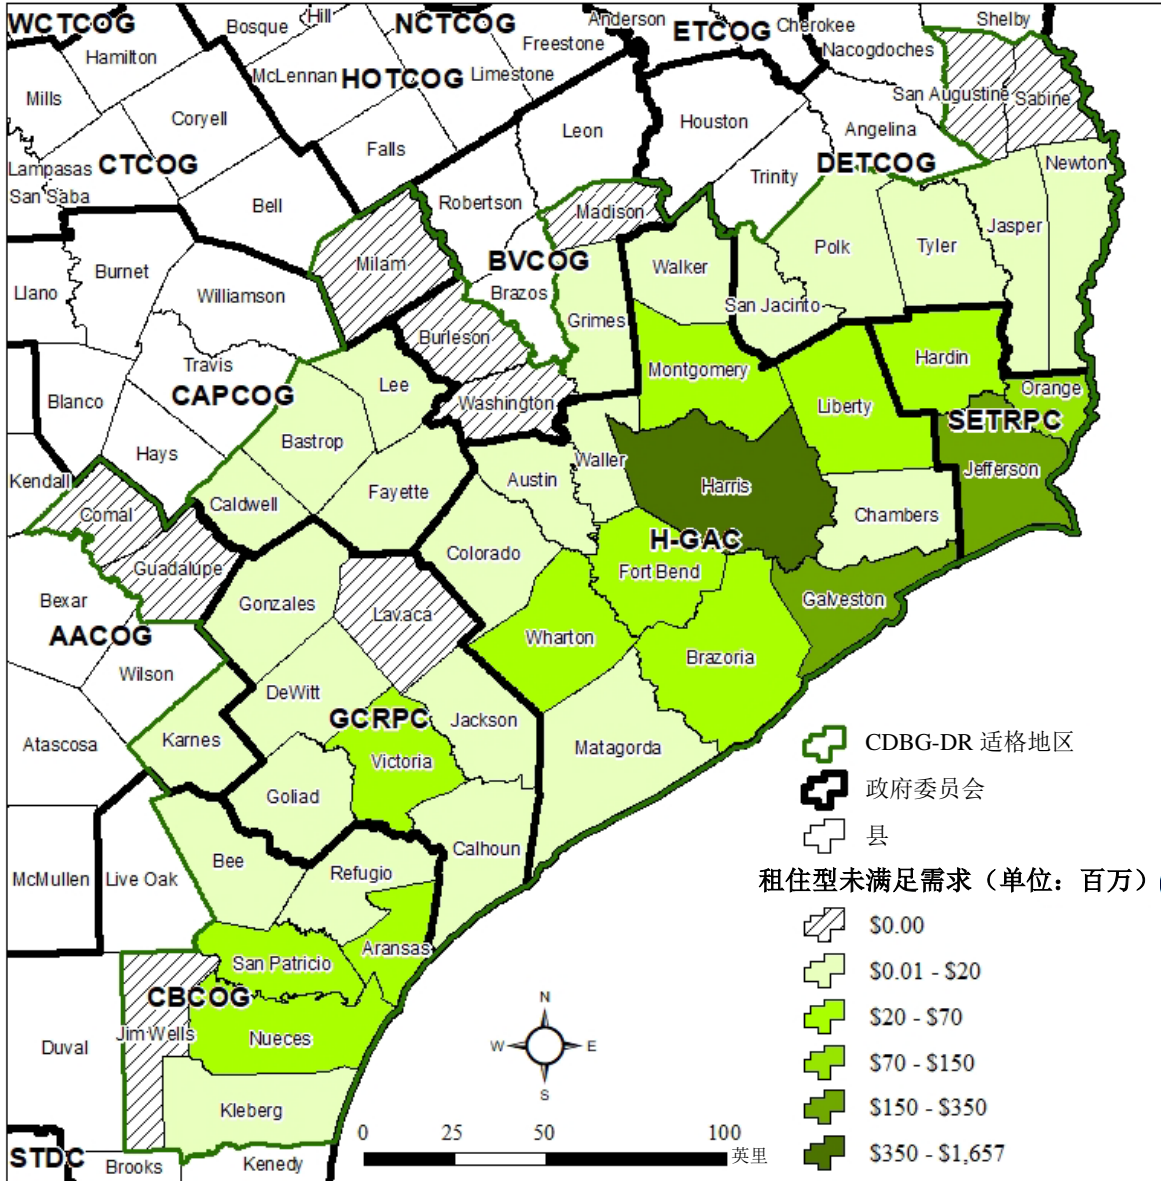 WCTCOG
Hill
Bosque
NCTCOG
Anderson
ETCOG
Cherokee
Shelby
Hamilton
Freestone
Nacogdoches
McLennan
HOTCOG
Limestone
Mills
San Augustine
Sabine
Coryell
Leon
Houston
Angelina
Falls
Lampasas
CTCOG
DETCOG
Newton
San Saba
Bell
Robertson
Madison
Trinity
Jasper
Burnet
Milam
BVCOG
Walker
Polk
Tyler
Llano
Williamson
Brazos
San Jacinto
Burleson
Grimes
Travis
Montgomery
Hardin
CAPCOG
Lee
Orange
Blanco
Washington
Liberty
SETRPC
Bastrop
Hays
Waller
Jefferson
Kendall
Austin
Harris
Caldwell
Fayette
Comal
Chambers
H-GAC
Colorado
Guadalupe
Fort Bend
Bexar
Gonzales
Lavaca
Galveston
AACOG
Wharton
Brazoria
Wilson
DeWitt
GCRPC
Jackson
Atascosa
Karnes
Victoria
Matagorda
CDBG-DR 适格地区
Goliad
政府委员会
县
Bee
Calhoun
McMullen
Live Oak
Refugio
租住型未满足需求（单位：百万）
Aransas
$0.00
San Patricio
$0.01 - $20
CBCOG
Jim Wells
Nueces
$20 - $70
Duval
N
W
E
S
$70 - $150
Kleberg
$150 - $350
0
25
50
100
英里
$350 - $1,657
STDC
Brooks
Kenedy